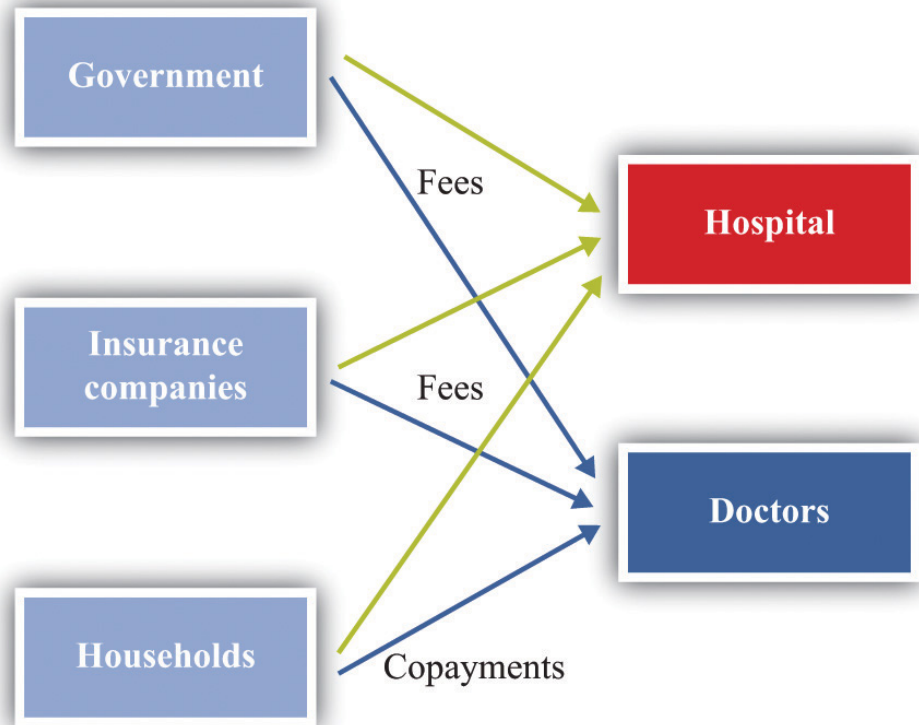 Government
Fees
Hospital
Insurance
companies
Fees
Doctors
Households
Copayments